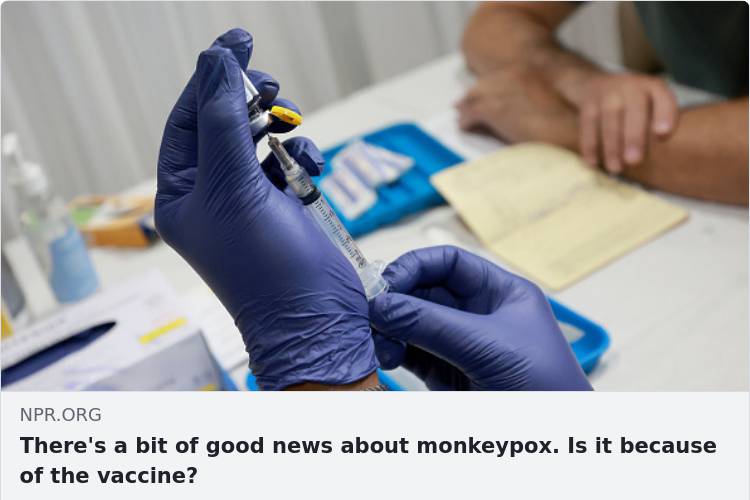 NPR.ORG
There's a bit of good news about monkeypox. Is it because
of the vaccine?